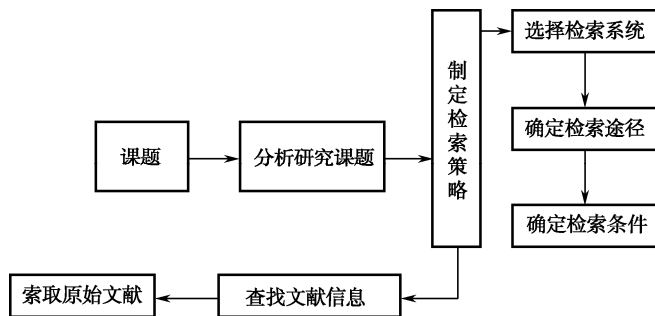 课题
分析研究课题
制定检索策略
选择检索系统
确定检索途径
确定检索条件
查找文献信息
索取原始文献